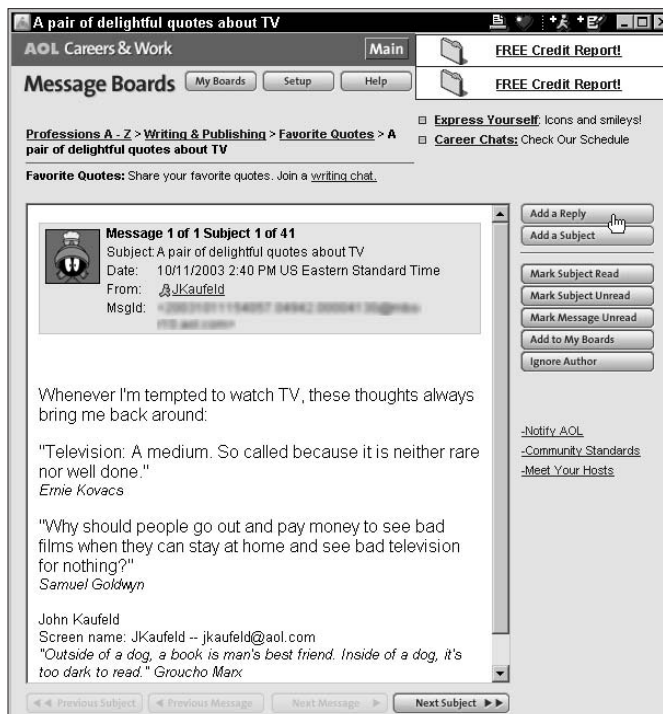 A pair of delightful quotes about TV
AOL Careers & Work
Main
FREE Credit Report!
Message Boards
My Boards
Setup
Help
FREE Credit Report!
Professions A - Z > Writing & Publishing > Favorite Quotes > A
pair of delightful quotes about TV
Express Yourself: Icons and smileys!
Career Chats: Check Our Schedule
Favorite Quotes: Share your favorite quotes. Join a writing chat.
Message 1 of 1 Subject 1 of 41
Subject: A pair of delightful quotes about TV
Date: 10/11/2003 2:40 PM US Eastern Standard Time
From: JKaufeld
MsgId:
Whenever I'm tempted to watch TV, these thoughts always
bring me back around:
"Television: A medium. So called because it is neither rare
nor well done."
Ernie Kovacs
"Why should people go out and pay money to see bad
films when they can stay at home and see bad television
for nothing?"
Samuel Goldwyn
John Kaufeld
Screen name: JKaufeld -- jkaufeld@aol.com
"Outside of a dog, a book is man's best friend. Inside of a dog, it's
too dark to read." Groucho Marx
Add a Reply
Add a Subject
Mark Subject Read
Mark Subject Unread
Mark Message Unread
Add to My Boards
Ignore Author
-Notify AOL
-Community Standards
-Meet Your Hosts
Previous Subject
Previous Message
Next Message
Next Subject